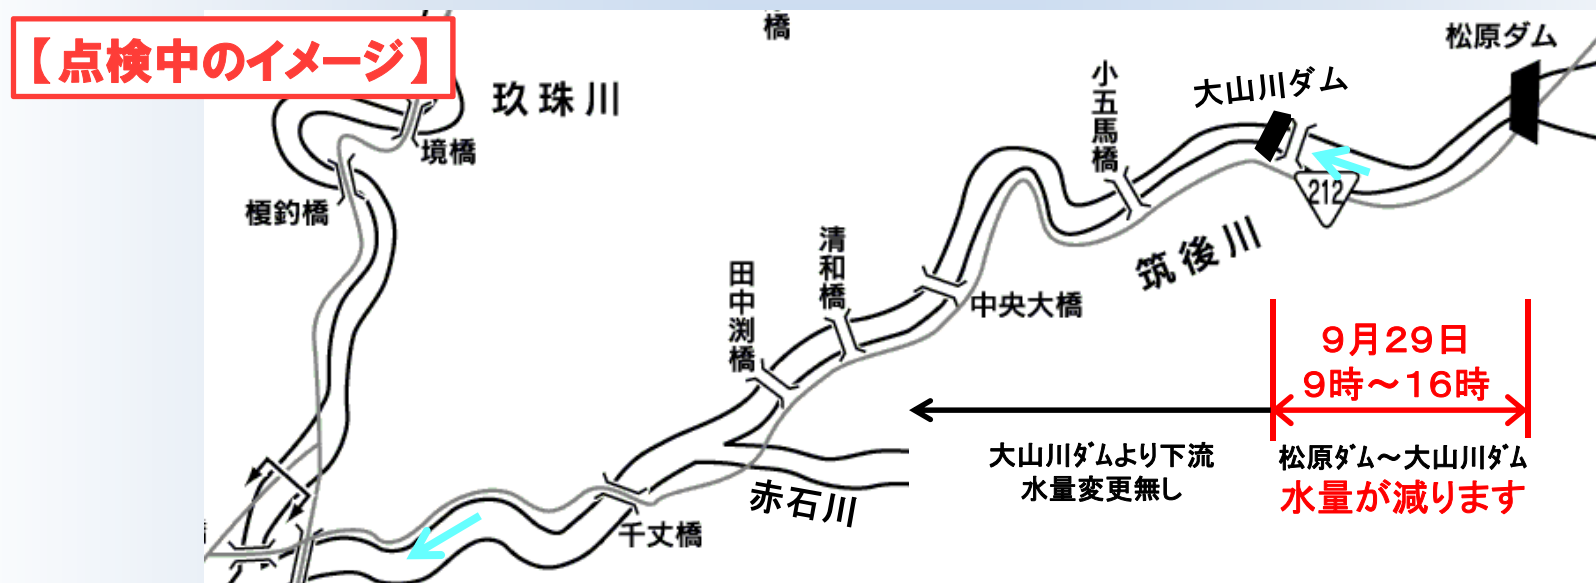 【点検中のイメージ】
橋
松原ダム
大山川ダム
小五馬橋
玖珠川
境橋
榎釣橋
212
筑後川
清和橋
田中渕橋
中央大橋
9月29日
9時～16時
大山川ダムより下流
水量変更無し
松原ダム～大山川ダム
水量が減ります
赤石川
千丈橋